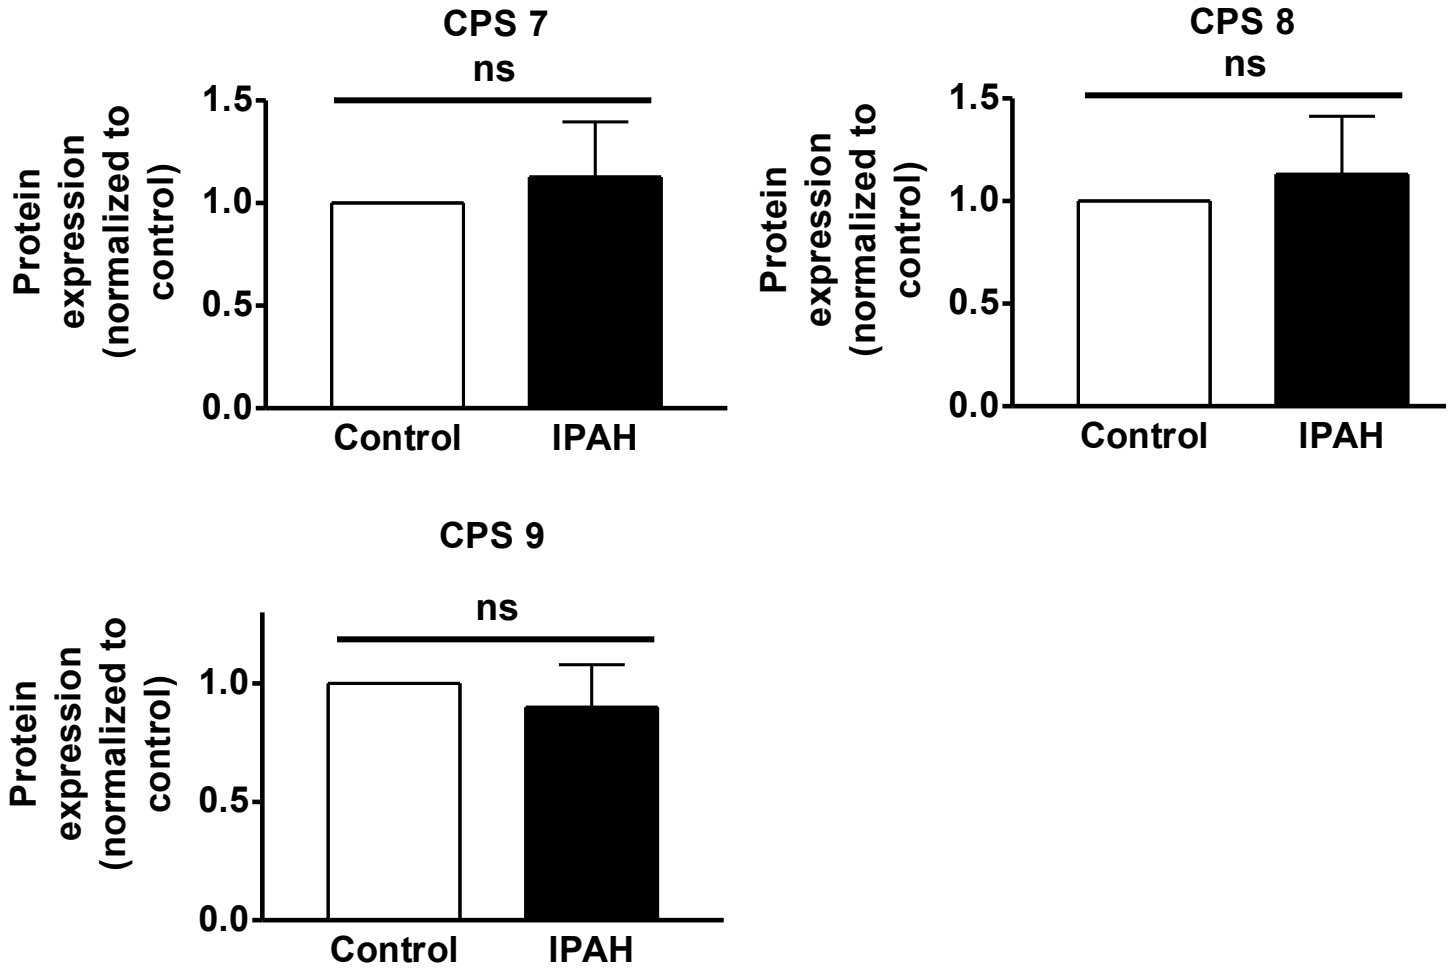 CPS 7
ns
Protein
expression
(normalized to
control)
1.5
1.0
0.5
0.0
Control IPAH
CPS 8
ns
Protein
expression
(normalized to
control)
1.5
1.0
0.5
0.0
Control IPAH
CPS 9
ns
Protein
expression
(normalized to
control)
1.0
0.5
0.0
Control IPAH